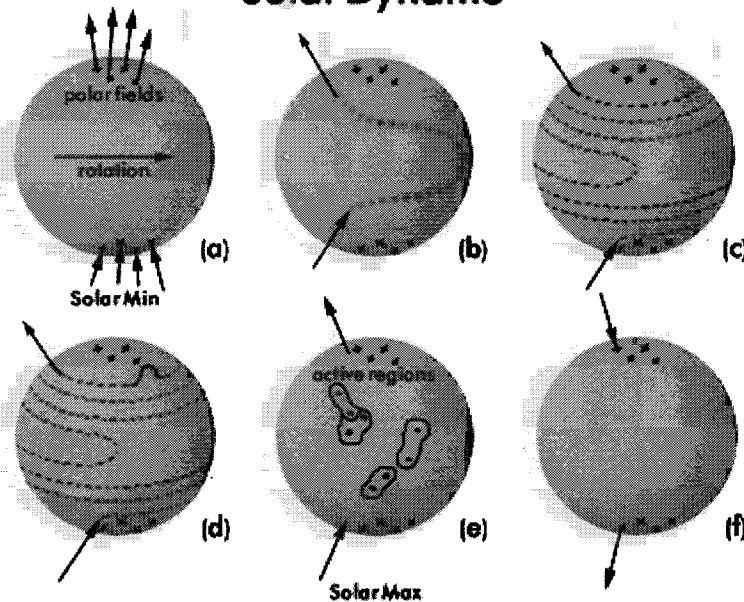 Solar Dynamo
polar fields
rotation
(a)
Solar Min
(b)
(c)
(d)
active regions
(e)
Solar Max
(f)